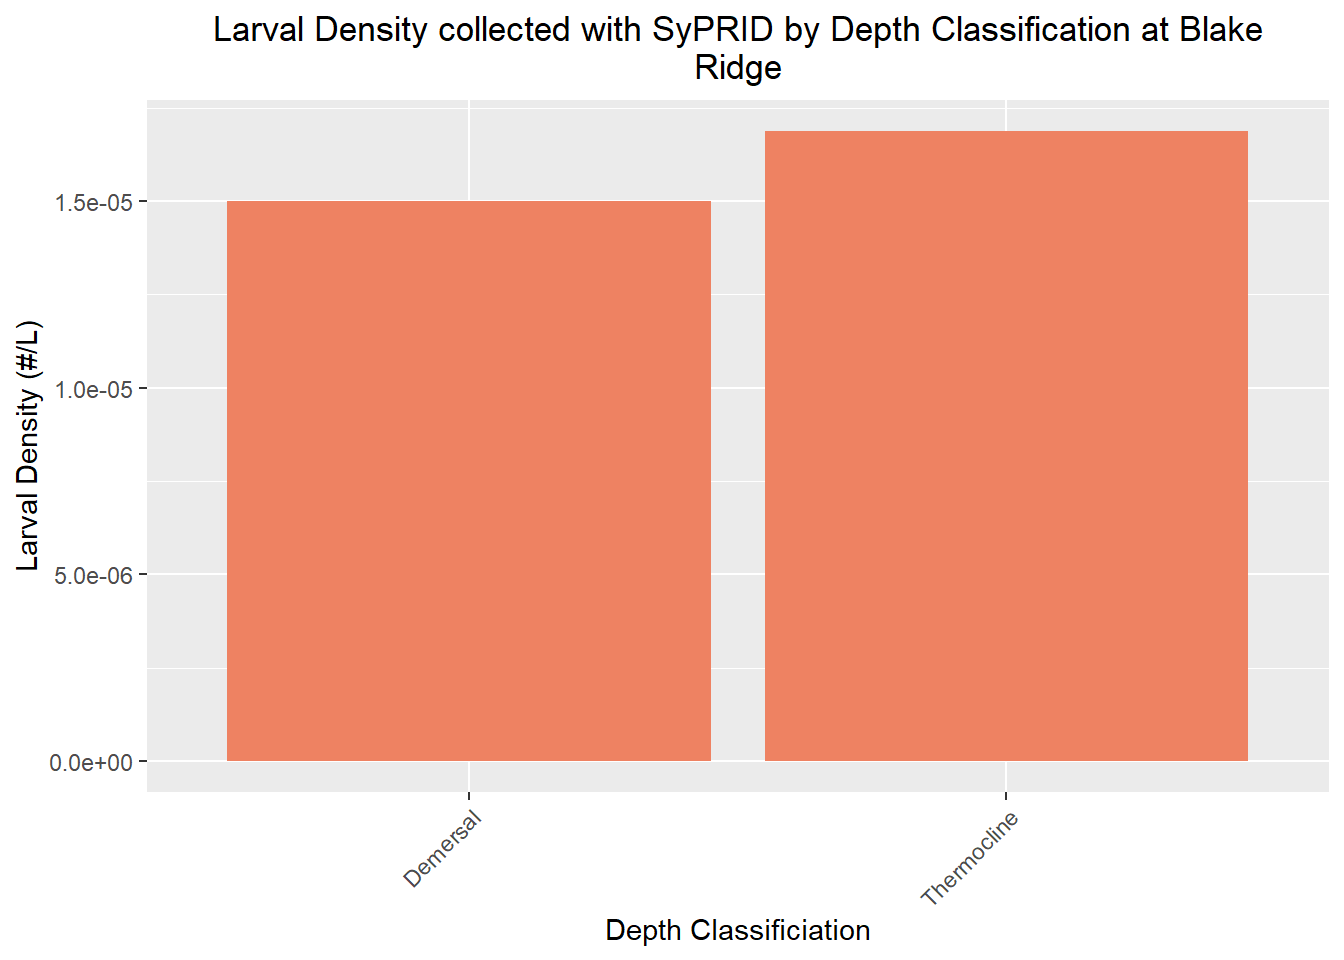 Larval Density collected with SyPRID by Depth Classification at Blake
Ridge
Larval Density (#/L)
1.5e-05
1.0e-05
5.0e-06
0.0e+00
Demersal
Thermocline
Depth Classificiation